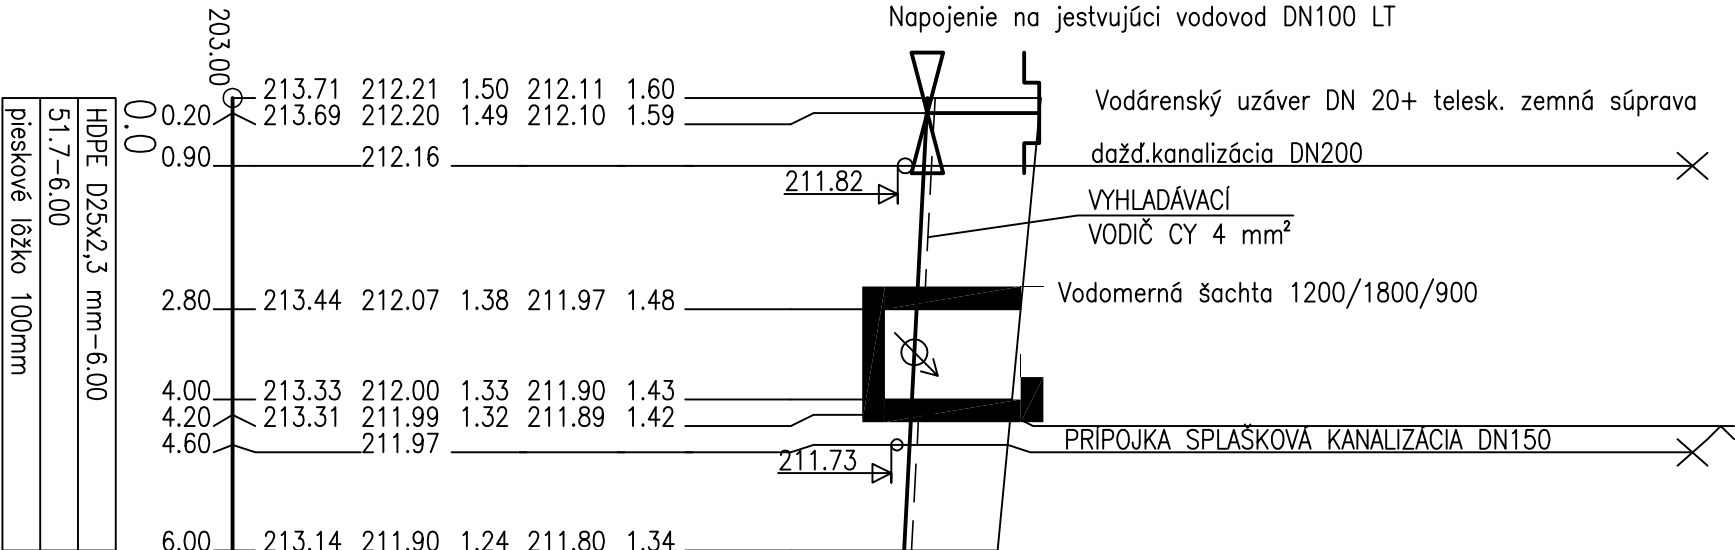 Napojenie na jestvujúci vodovod DN100 LT
203.00
213.71 212.21 1.50 212.11 1.60
0.0
0.20 213.69 212.20 1.49 212.10 1.59
Vodárenský uzáver DN 20+ telesk. zemná súprava
0.90 212.16
dažď.kanalizácia DN200
211.82
VYHLADÁVACÍ
VODIČ CY 4 mm²
2.80 213.44 212.07 1.38 211.97 1.48
Vodomerná šachta 1200/1800/900
4.00 213.33 212.00 1.33 211.90 1.43
4.20 213.31 211.99 1.32 211.89 1.42
4.60 211.97
PRÍPOJKA SPLAŠKOVÁ KANALIZÁCIA DN150
211.73
6.00 213.14 211.90 1.24 211.80 1.34
HDPE D25x2,3 mm-6.00
51.7-6.00
pieskové lôžko 100mm